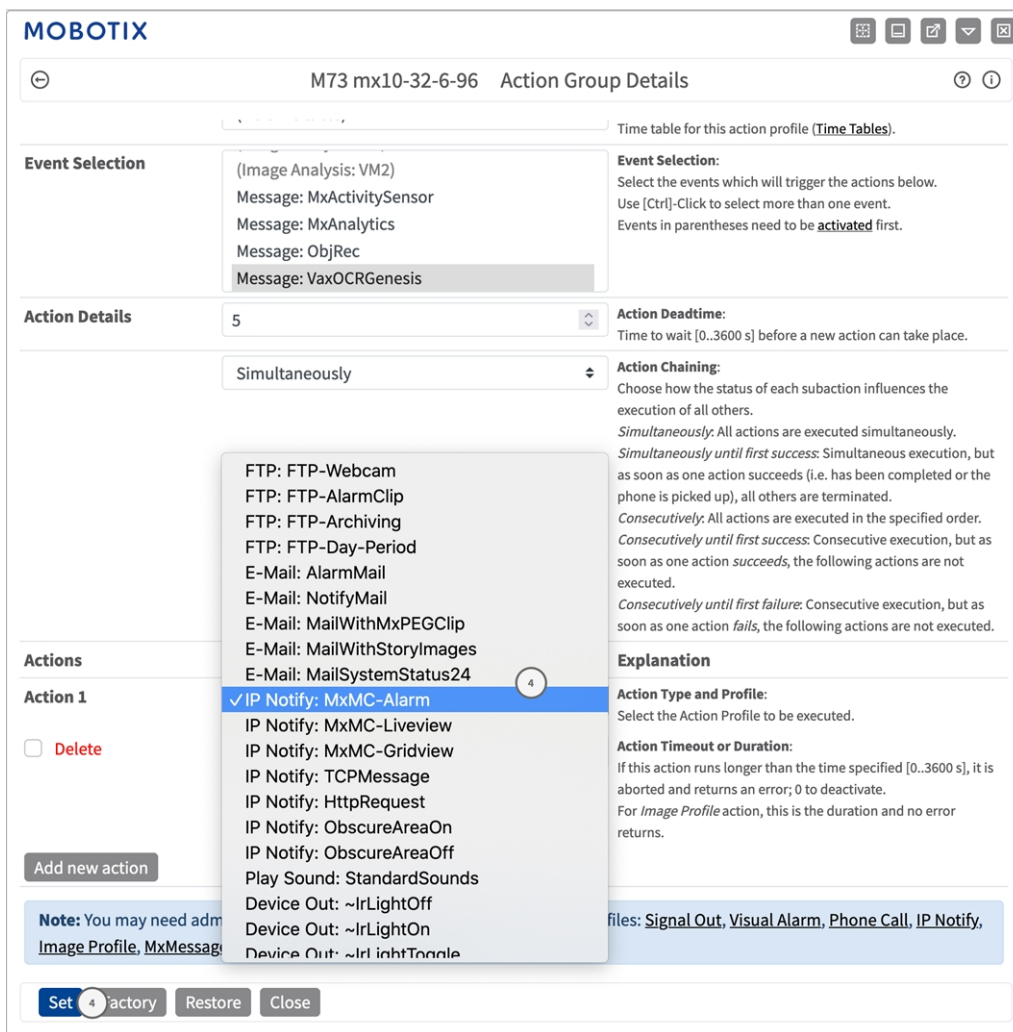 MOBOTIX
M73 mx10-32-6-96 Action Group Details
Time table for this action profile (Time Tables).
Event Selection
(Image Analysis: VM2)
Message: MxActivitySensor
Message: MxAnalytics
Message: ObjRec
Message: VaxOCRGenesis
Event Selection:
Select the events which will trigger the actions below.
Use [Ctrl]-Click to select more than one event.
Events in parentheses need to be activated first.
Action Details
5
Action Deadtime:
Time to wait [0..3600 s] before a new action can take place.
Simultaneously
Action Chaining:
Choose how the status of each subaction influences the
execution of all others.
Simultaneously: All actions are executed simultaneously.
Simultaneously until first success: Simultaneous execution, but
as soon as one action succeeds (i.e. has been completed or the
phone is picked up), all others are terminated.
Consecutively: All actions are executed in the specified order.
Consecutively until first success: Consecutive execution, but as
soon as one action succeeds, the following actions are not
executed.
Consecutively until first failure: Consecutive execution, but as
soon as one action fails, the following actions are not executed.
FTP: FTP-Webcam
FTP: FTP-AlarmClip
FTP: FTP-Archiving
FTP: FTP-Day-Period
E-Mail: AlarmMail
E-Mail: NotifyMail
E-Mail: MailWithMxPEGClip
E-Mail: MailWithStoryImages
E-Mail: MailSystemStatus24
4
✓IP Notify: MxMC-Alarm
IP Notify: MxMC-Liveview
IP Notify: MxMC-Gridview
IP Notify: TCPMessage
IP Notify: HttpRequest
IP Notify: ObscureAreaOn
IP Notify: ObscureAreaOff
Play Sound: StandardSounds
Device Out: ~IrLightOff
Device Out: ~IrLightOn
Device Out: ~IrLightToggle
Actions
Explanation
Action 1
Delete
Action Type and Profile:
Select the Action Profile to be executed.
Action Timeout or Duration:
If this action runs longer than the time specified [0..3600 s], it is
aborted and returns an error; 0 to deactivate.
For Image Profile action, this is the duration and no error
returns.
Add new action
Note: You may need adm files: Signal Out, Visual Alarm, Phone Call, IP Notify,
Image Profile, MxMessag
Set 4 actory Restore Close